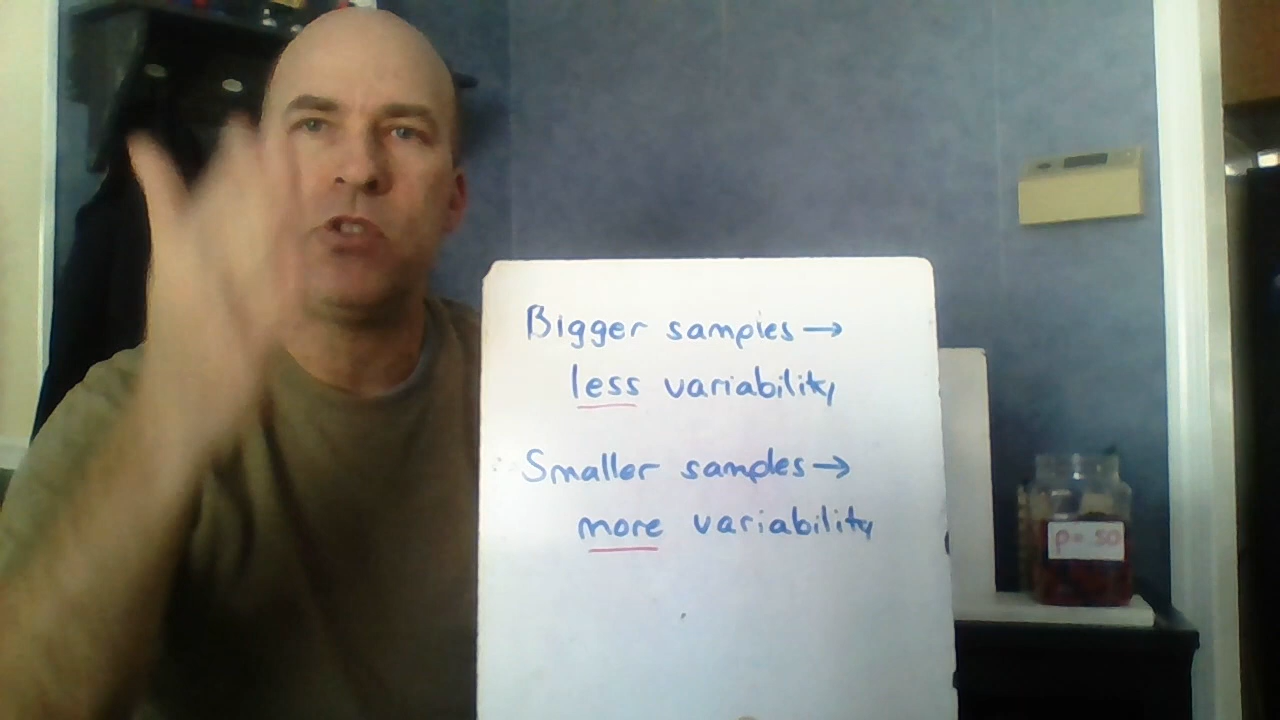 Bigger samples →
less variability
Smaller samples →
more variability
p = .50